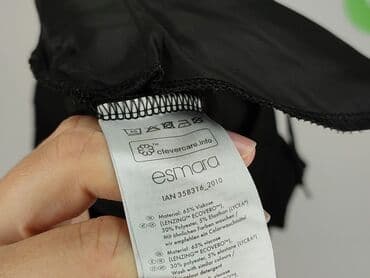 clevercare.info
esmara
IAN 358316_2010
Material: 65% Viskose
(LENZING™ ECOVERO™),
30% Polyester, 5% Elasthan (LYCRA®)
Mit ähnlichen Farben waschen /
wir empfehlen ein Colorwaschmittel
Material: 65% viscose
(LENZING™ ECOVERO™),
30% polyester, 5% elastane (LYCRA®)
Wash with similar colours /
detergent